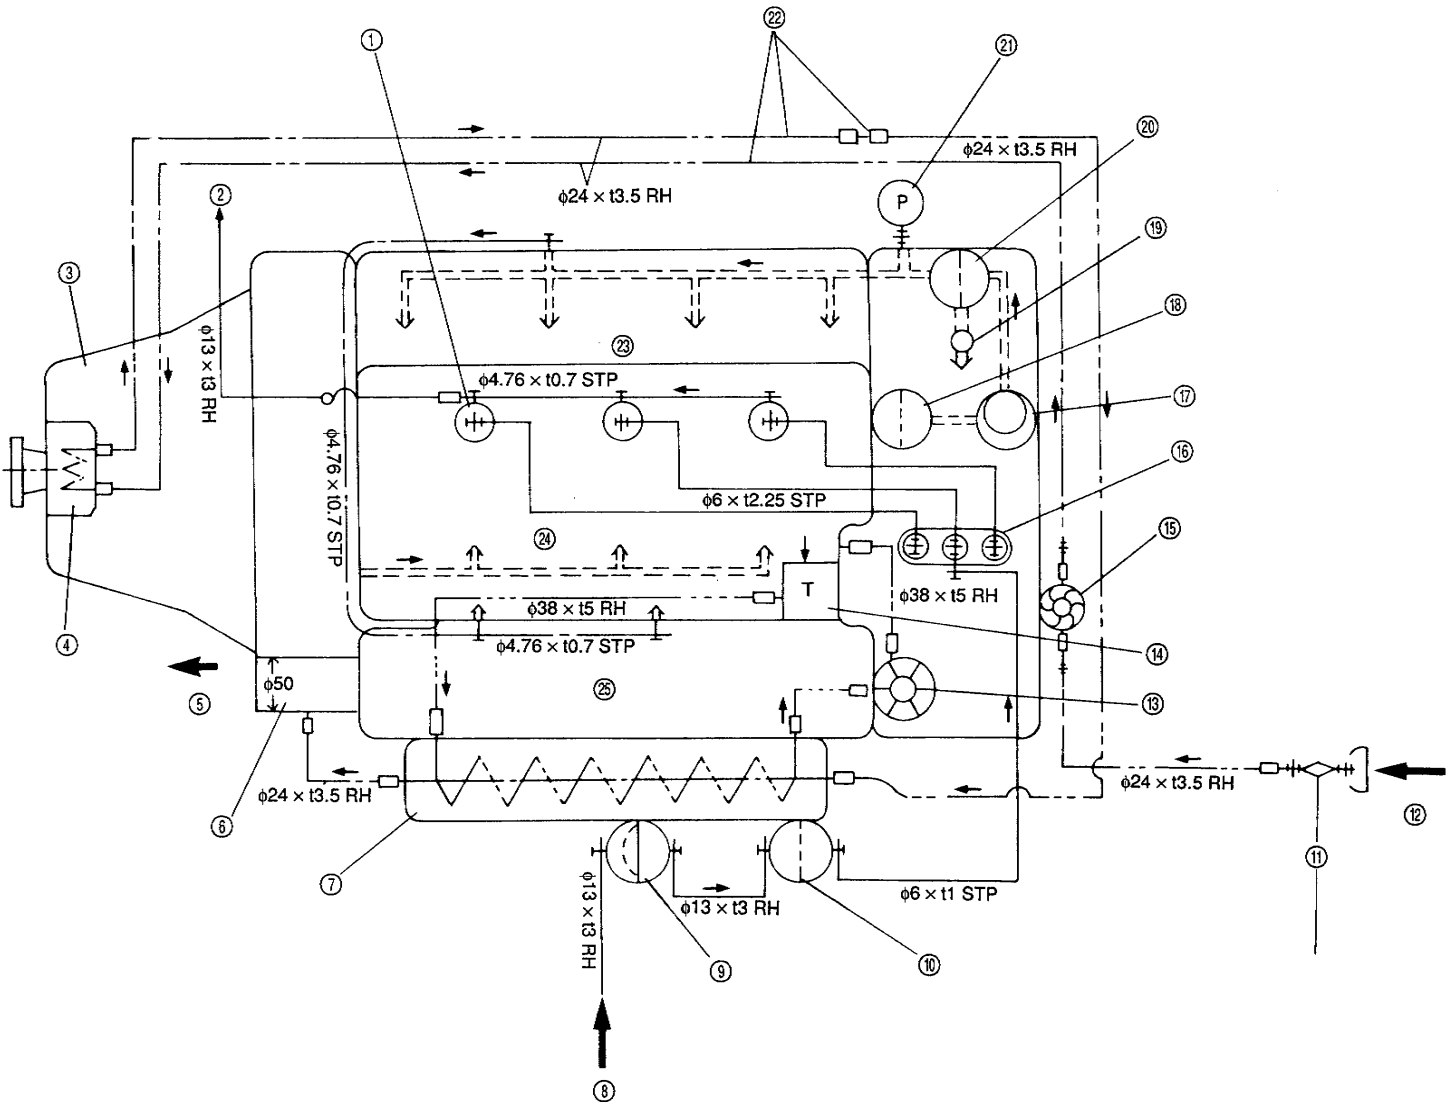 ㉒
①
㉑
⑳
ϕ24 × t3.5 RH
②
ϕ24 × t3.5 RH
P
⑲
③
⑱
ϕ13 × t3 RH
㉓
ϕ4.76 × t0.7 STP
⑰
ϕ4.76 × t0.7 STP
⑯
ϕ6 × t2.25 STP
⑮
㉔
T
ϕ38 × t5 RH
ϕ38 × t5 RH
④
ϕ4.76 × t0.7 STP
⑭
ϕ50
㉕
⑤
⑬
ϕ24 × t3.5 RH
ϕ24 × t3.5 RH
⑫
⑥
⑪
⑦
ϕ13 × t3 RH
ϕ6 × t1 STP
ϕ13 × t3 RH
⑨
⑩
⑧